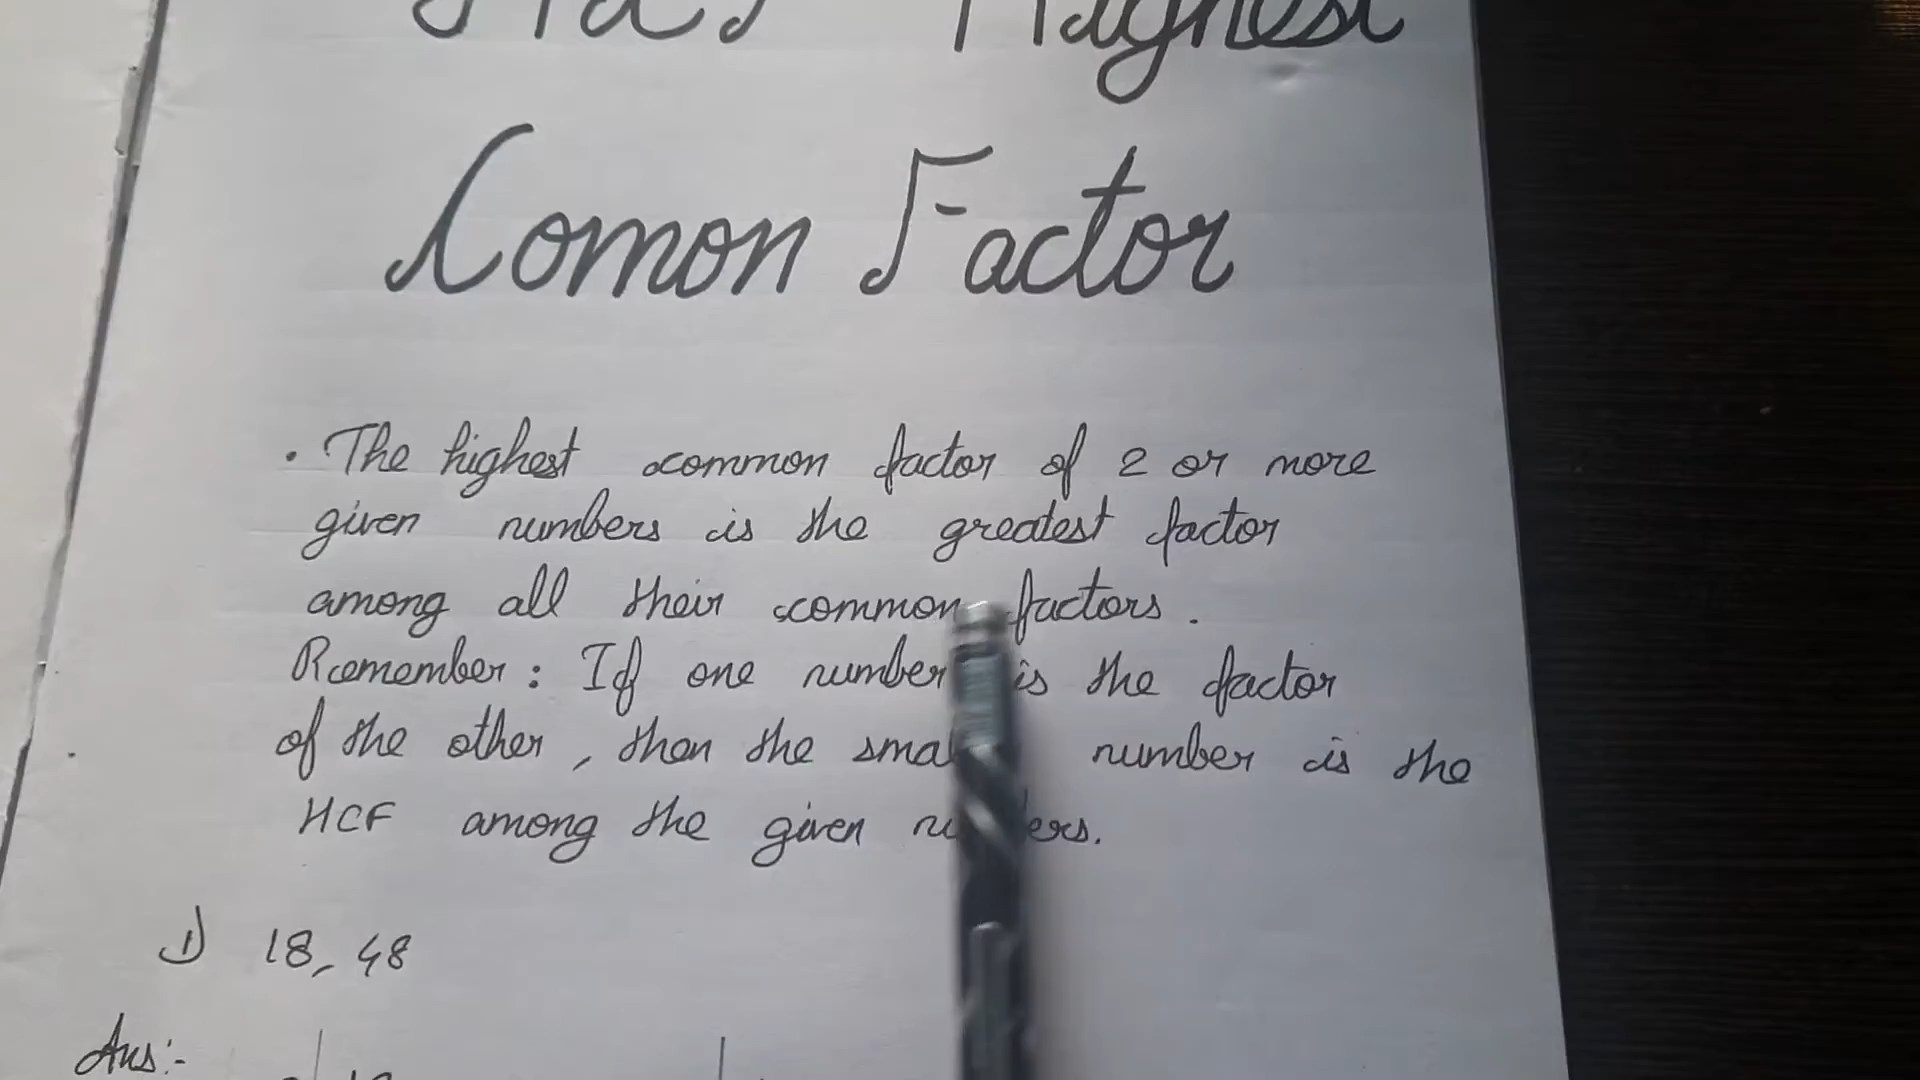 Highest
Comon Factor
. The highest common factor of 2 or more
given numbers is the greatest factor
among all their common factors.
Remember : If one number is the factor
of the other, then the number is the
HCF among the given
1) 18, 48
Ans:-